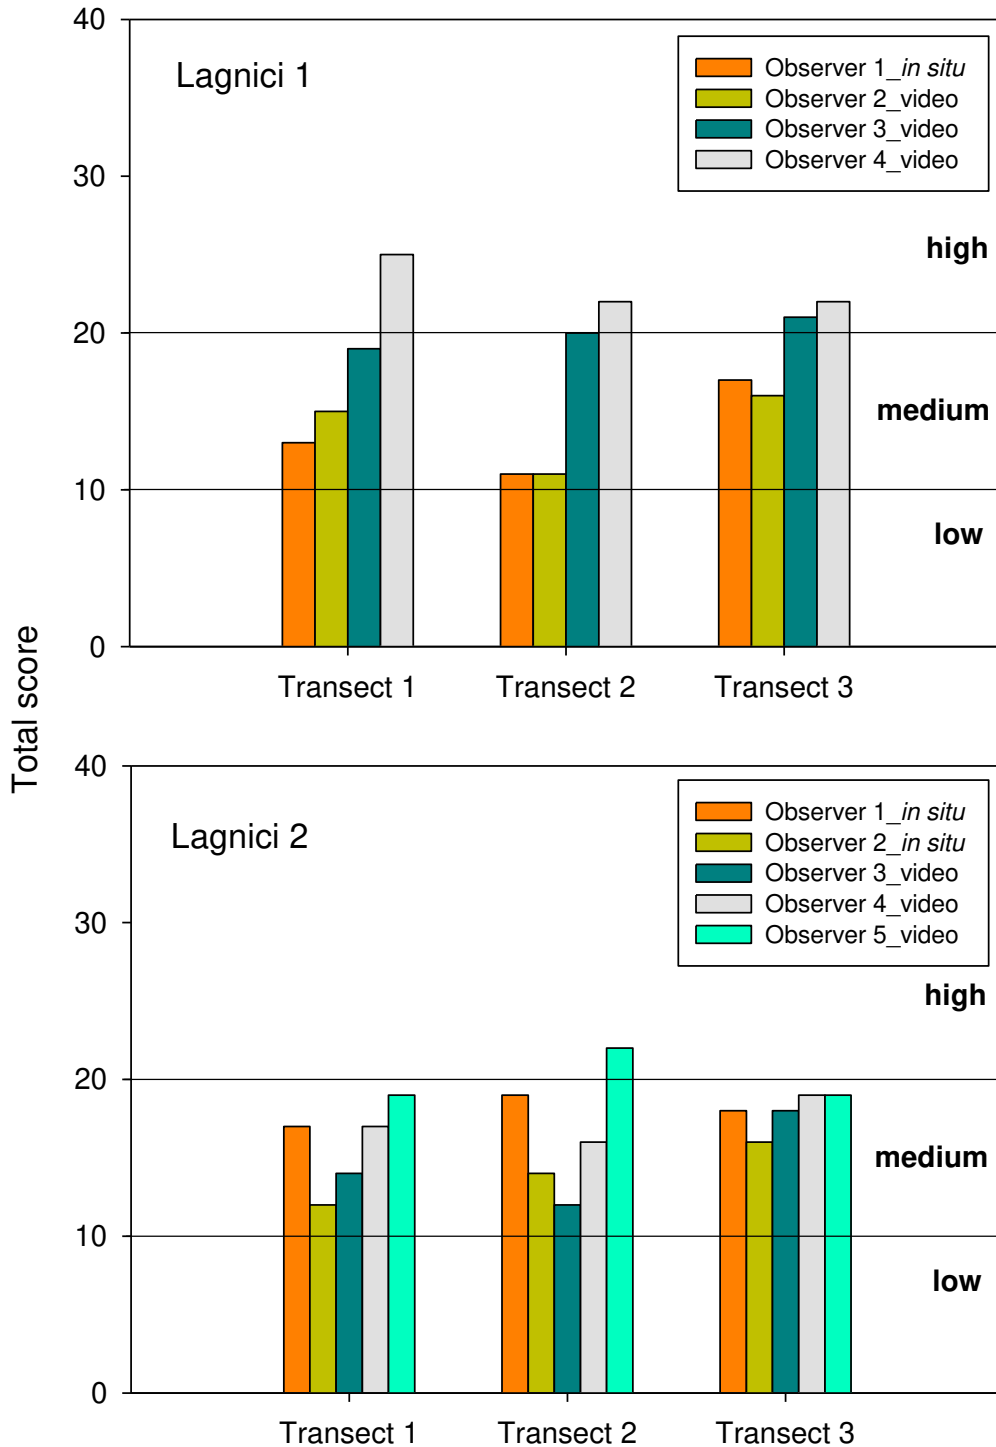 Total score
40
30
20
10
0
Lagnici 1
Observer 1_in situ
Observer 2_video
Observer 3_video
Observer 4_video
high
medium
low
Transect 1 Transect 2 Transect 3
40
30
20
10
0
Lagnici 2
Observer 1_in situ
Observer 2_in situ
Observer 3_video
Observer 4_video
Observer 5_video
high
medium
low
Transect 1 Transect 2 Transect 3